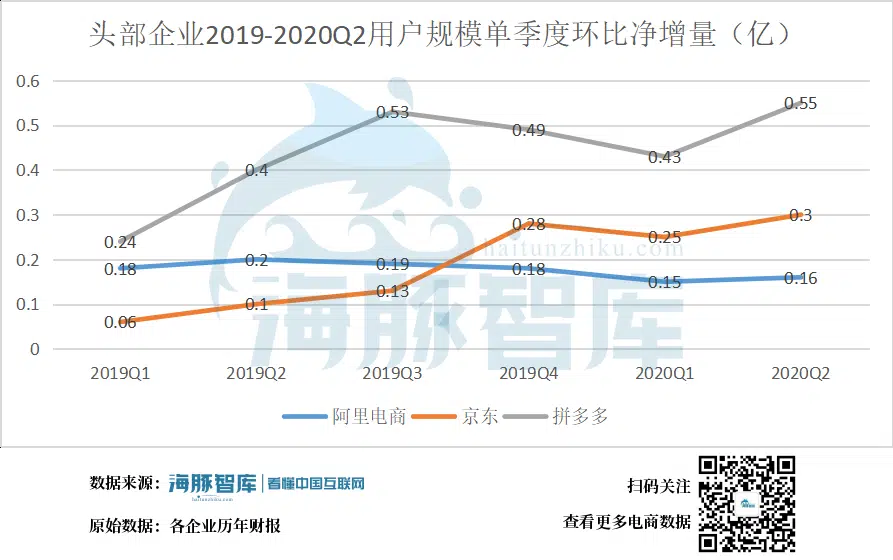 头部企业2019-2020Q2用户规模单季度环比净增量（亿）
0.6
0.5
0.4
0.3
0.2
0.1
0
0.24
0.4
0.53
0.49
0.43
0.55
0.18
0.2
0.19
0.18
0.15
0.16
0.06
0.1
0.13
0.28
0.25
0.3
haitunzhiku.com
海豚智库
2019Q1 2019Q2 2019Q3 2019Q4 2020Q1 2020Q2
阿里电商 京东 拼多多
数据来源： 海豚智库 haitunzhiku.com 看懂中国互联网
原始数据：各企业历年财报
扫码关注
查看更多电商数据